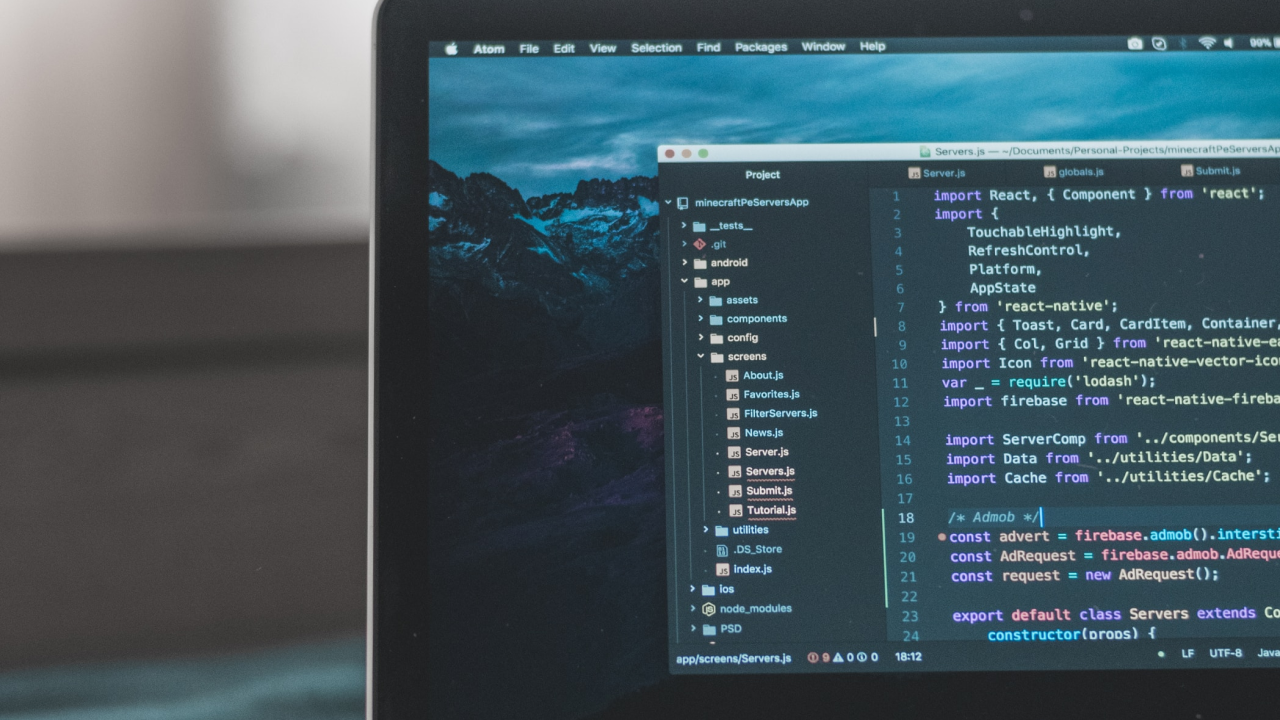 Atom File Edit View Selection Find Packages Window Help 90%
Servers.js — ~/Documents/Personal-Projects/minecraftPeServersAp
Project
Server.js globals.js Submit.js
minecraftPeServersApp
__tests__
.git
android
app
assets
components
config
screens
About.js
Favorites.js
FilterServers.js
News.js
Server.js
Servers.js
Submit.js
Tutorial.js
utilities
.DS_Store
index.js
ios
node_modules
PSD
1 import React, { Component } from 'react';
2 import {
3 TouchableHighlight,
4 RefreshControl,
5 Platform,
6 AppState
7 } from 'react-native';
8 import { Toast, Card, CardItem, Container,
9 import { Col, Grid } from 'react-native-ea
10 import Icon from 'react-native-vector-ico
11 var _ = require('lodash');
12 import firebase from 'react-native-fireba
13
14 import ServerComp from '../components/Ser
15 import Data from '../utilities/Data';
16 import Cache from '../utilities/Cache';
17
18 /* Admob */
19 const advert = firebase.admob().intersti
20 const AdRequest = firebase.admob.AdReque
21 const request = new AdRequest();
22
23 export default class Servers extends Co
24 constructor(props) {
app/screens/Servers.js 9 0 0 18:12 LF UTF-8 Java